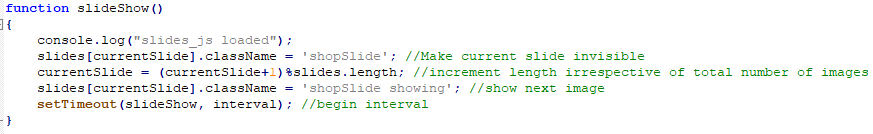 function slideShow()
{
    console.log("slides_js loaded");
    slides[currentSlide].className = 'shopSlide'; //Make current slide invisible
    currentSlide = (currentSlide+1)%slides.length; //increment length irrespective of total number of images
    slides[currentSlide].className = 'shopSlide showing'; //show next image
    setTimeout(slideShow, interval); //begin interval
}